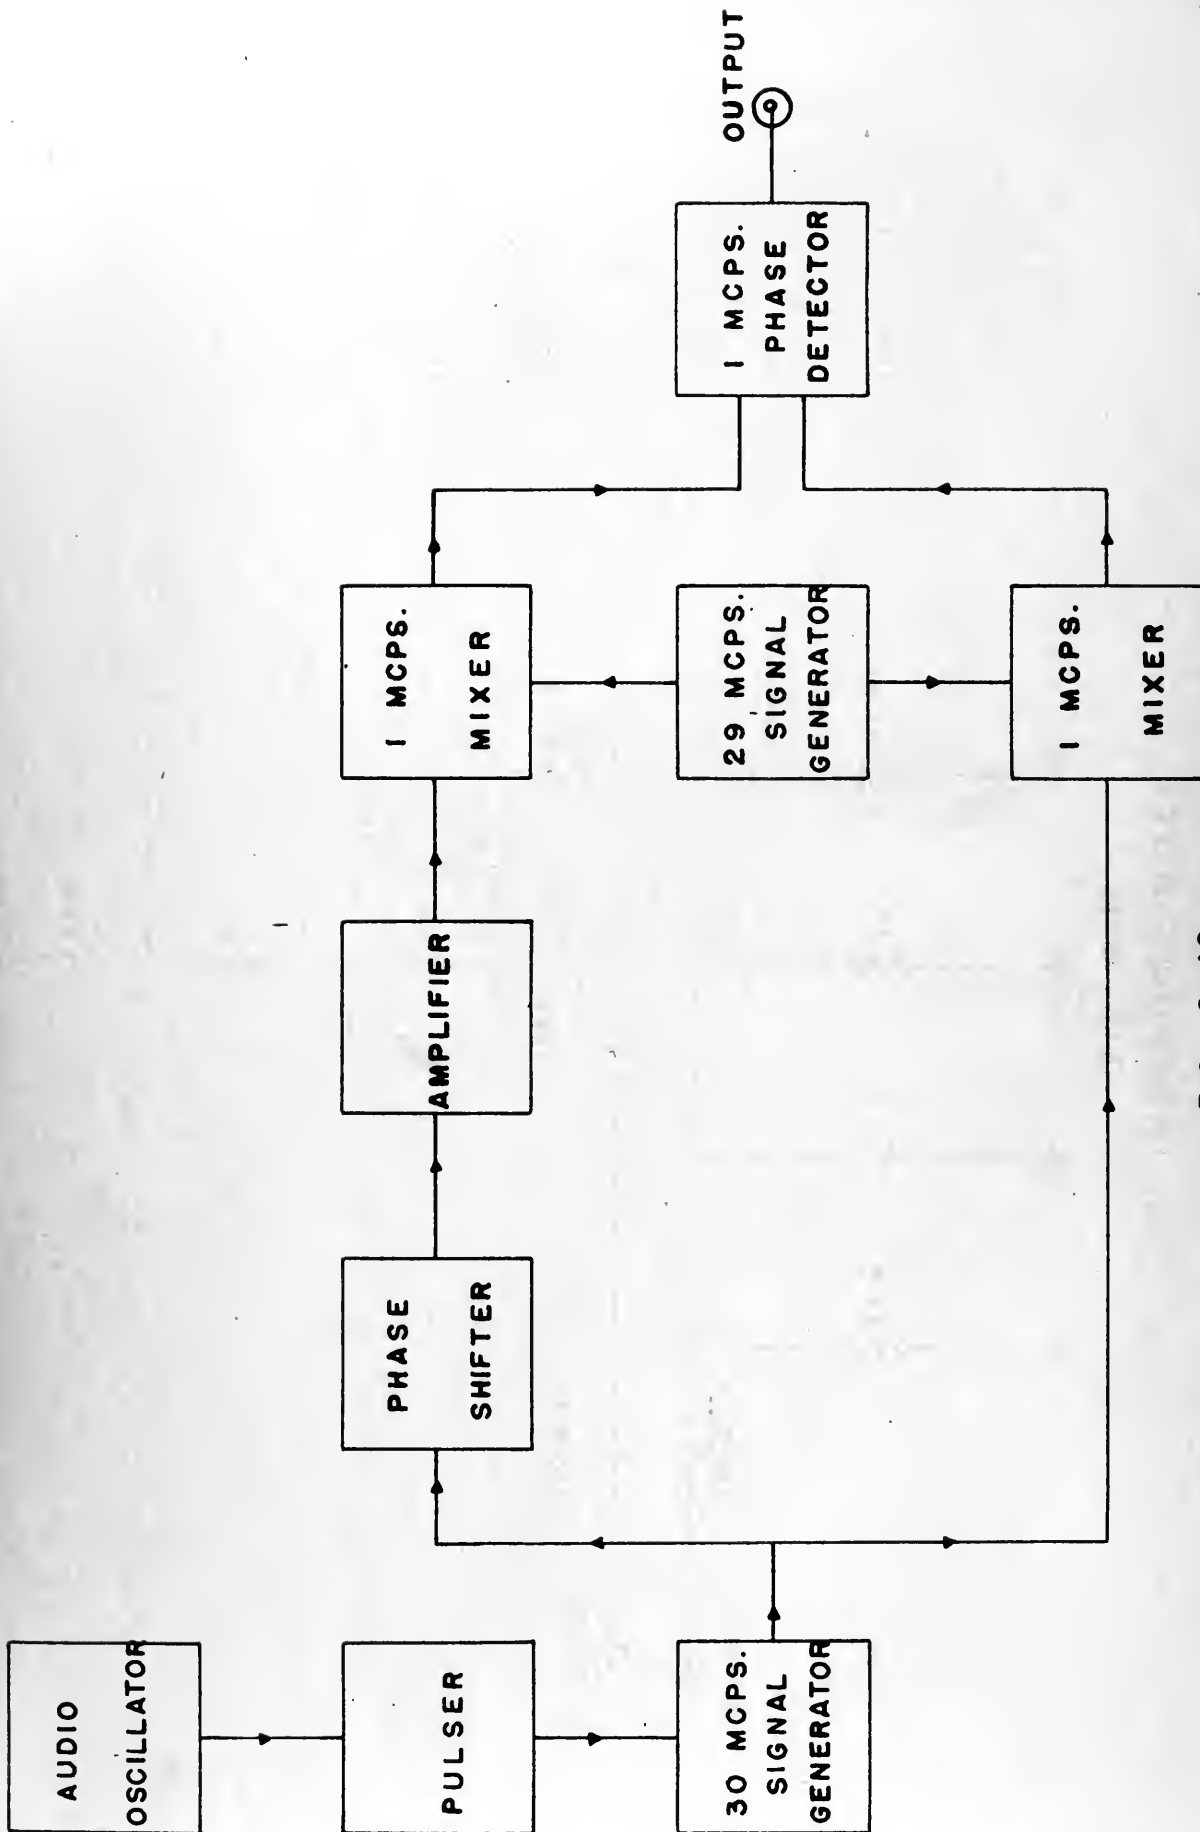 AUDIO
OSCILLATOR
PULSER
30 MCPS.
SIGNAL
GENERATOR
PHASE
SHIFTER
AMPLIFIER
1 MCPS.
MIXER
29 MCPS.
SIGNAL
GENERATOR
1 MCPS.
MIXER
1 MCPS.
PHASE
DETECTOR
OUTPUT